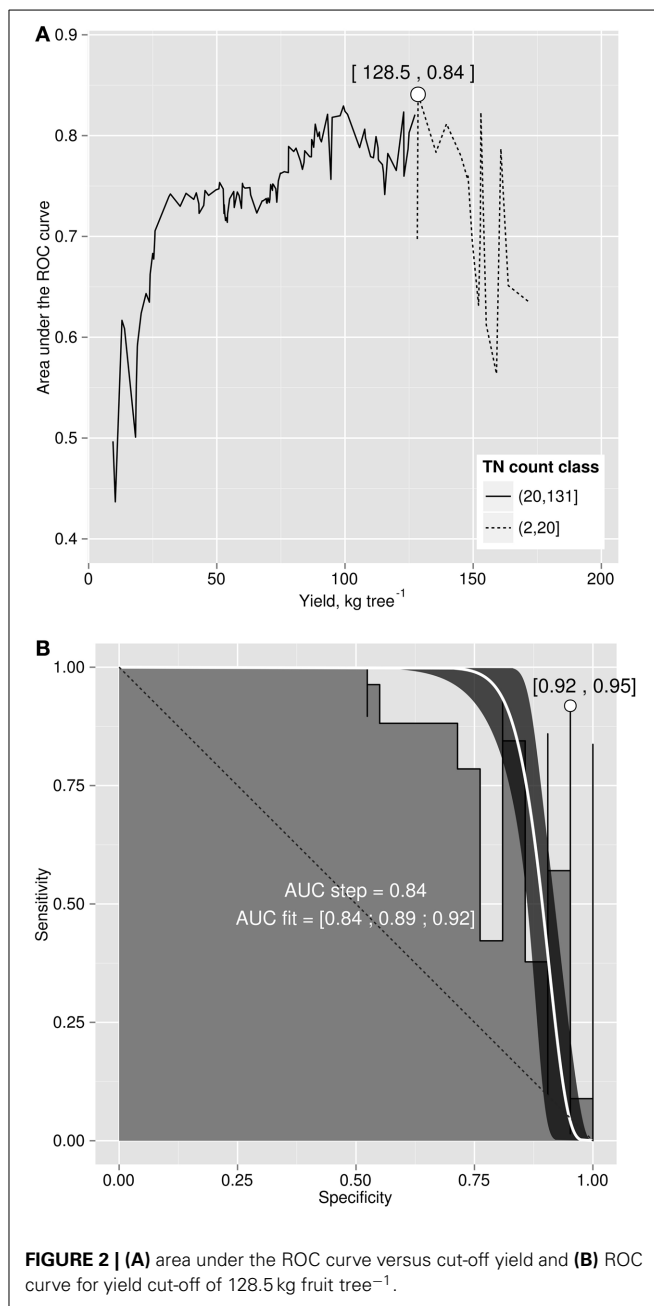 A
0.9
0.8
0.7
0.6
0.5
0.4
Area under the ROC curve
[ 128.5 , 0.84 ]
TN count class
(20,131]
(2,20]
0
50
100
150
200
Yield, kg tree⁻¹
B
1.00
0.75
0.50
0.25
0.00
Sensitivity
[0.92 , 0.95]
AUC step = 0.84
AUC fit = [0.84 ; 0.89 ; 0.92]
0.00
0.25
0.50
0.75
1.00
Specificity
FIGURE 2 | (A) area under the ROC curve versus cut-off yield and (B) ROC
curve for yield cut-off of 128.5 kg fruit tree⁻¹.